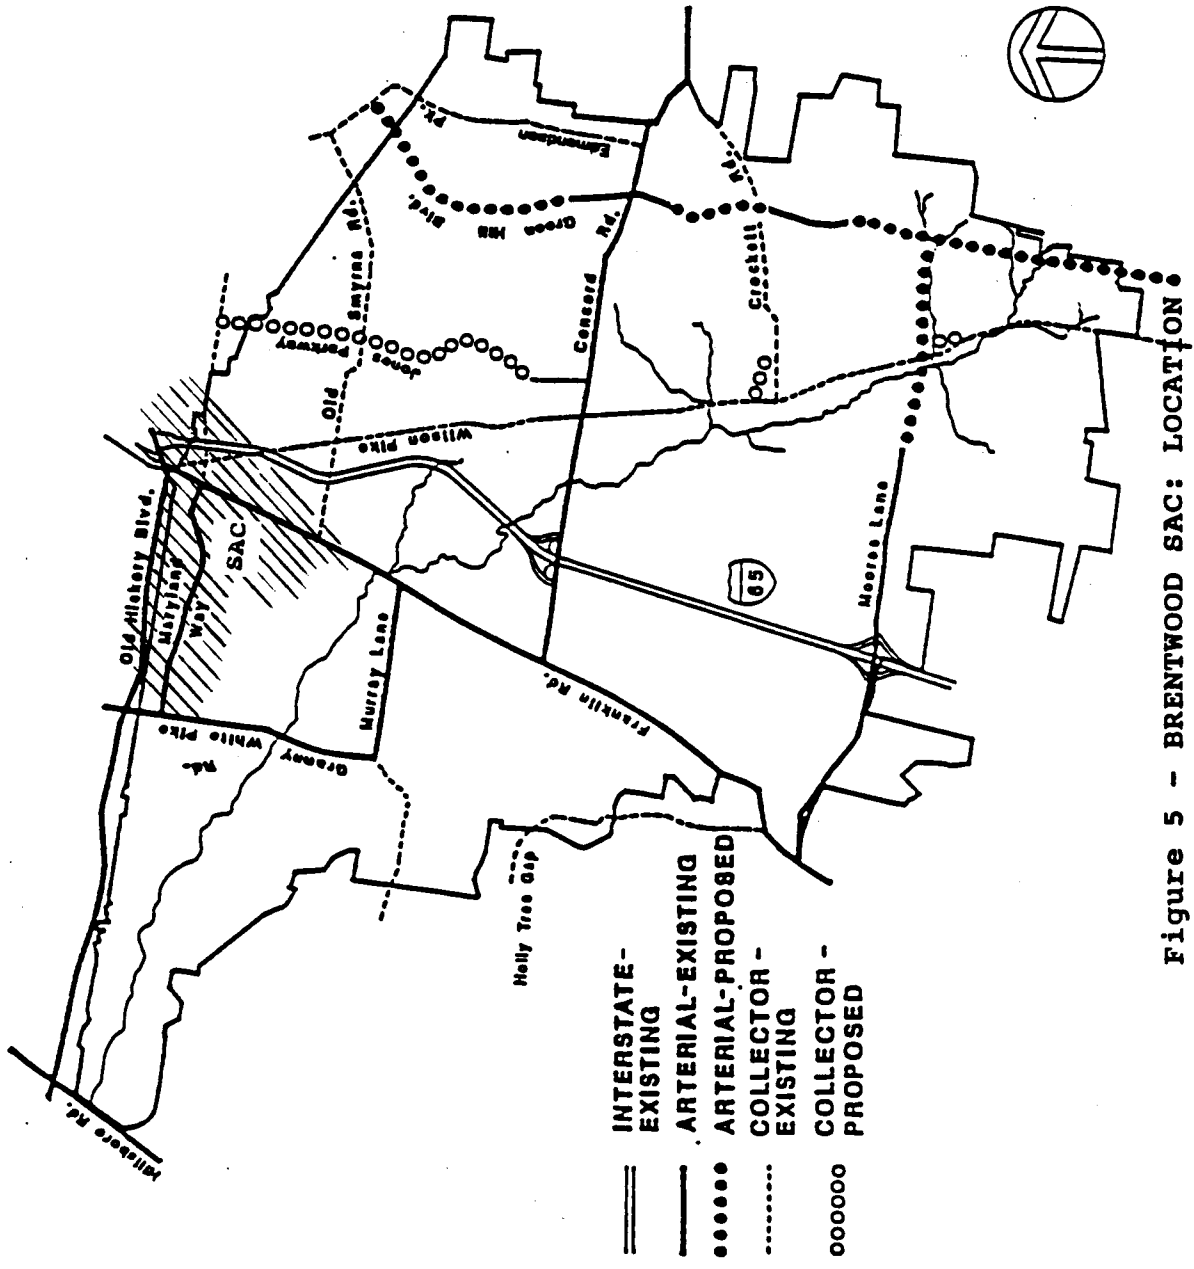 Hillsboro Rd.
Old Hickory Blvd.
Maryland
Way
SAC
Granny White Pike
Rd.
Murray Lane
Holly Tree Gap
Franklin Rd.
65
Moores Lane
Wilson Pike
Old Smyrna Rd.
Jones Parkway
Concord Rd.
Crockett Rd.
Green Hill Blvd.
Edmondson Pk.
INTERSTATE-
EXISTING
ARTERIAL-EXISTING
ARTERIAL-PROPOSED
COLLECTOR-
EXISTING
COLLECTOR-
PROPOSED
Figure 5 - BRENTWOOD SAC: LOCATION